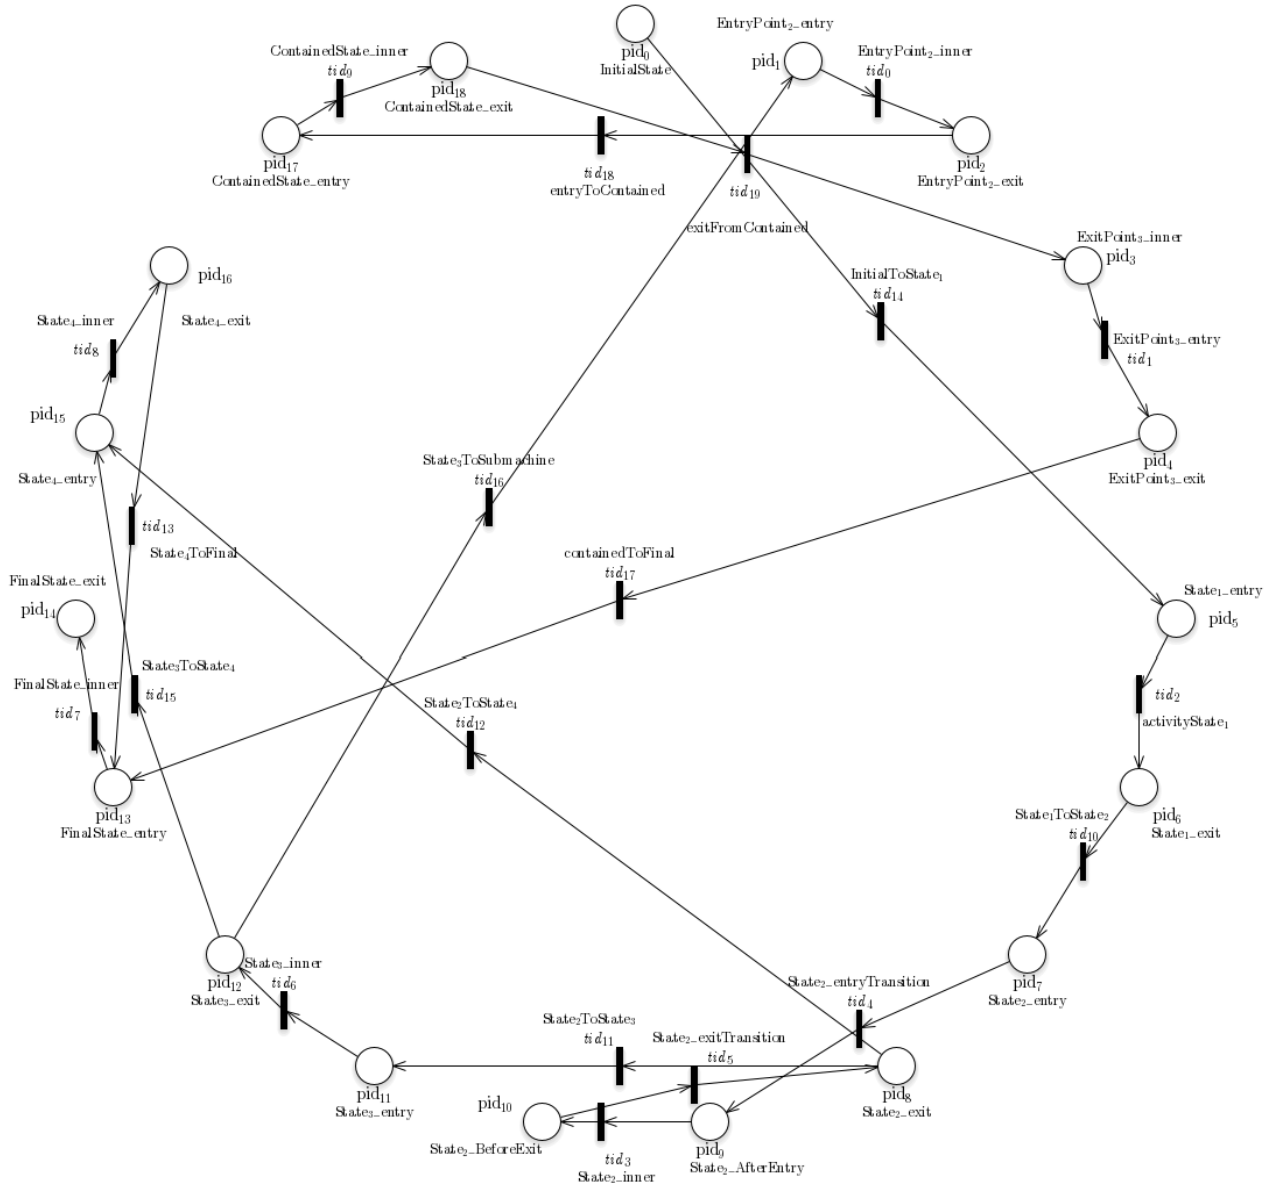 EntryPoint₂_entry
ContainedState_inner
tid₉
pid₀
InitialState
pid₁
EntryPoint₂_inner
tid₀
pid₁₈
ContainedState_exit
pid₁₇
ContainedState_entry
tid₁₈
entryToContained
tid₁₉
exitFromContained
pid₂
EntryPoint₂_exit
ExitPoint₃_inner
pid₃
pid₁₆
InitialToState₁
tid₁₄
State₄_inner
tid₈
State₄_exit
ExitPoint₃_entry
tid₁
pid₁₅
State₄_entry
State₃ToSubmachine
tid₁₆
pid₄
ExitPoint₃_exit
tid₁₃
State₄ToFinal
containedToFinal
tid₁₇
FinalState_exit
pid₁₄
State₁_entry
pid₅
State₃ToState₄
tid₁₅
FinalState_inner
tid₇
State₂ToState₄
tid₁₂
tid₂
activityState₁
pid₁₃
FinalState_entry
State₁ToState₂
tid₁₀
pid₆
State₁_exit
State₃_inner
tid₆
pid₁₂
State₃_exit
State₂_entryTransition
tid₄
pid₇
State₂_entry
State₂ToState₃
tid₁₁
State₂_exitTransition
tid₅
pid₁₁
State₃_entry
pid₈
State₂_exit
pid₁₀
State₂_BeforeExit
tid₃
State₂_inner
pid₉
State₂_AfterEntry